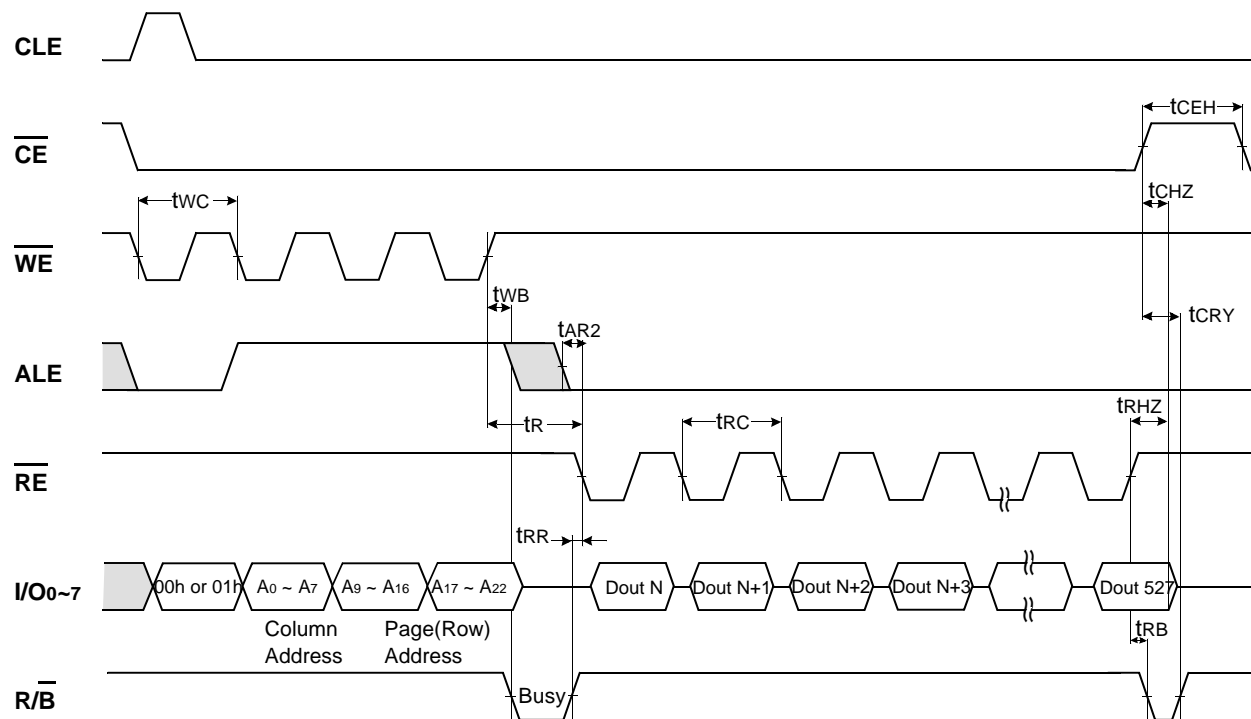 CLE
tCEH
CE
tWC
tCHZ
WE
tWB
tCRY
tAR2
ALE
tR
tRC
tRHZ
RE
tRR
I/O0~7
00h or 01h
A0 ~ A7
A9 ~ A16
A17 ~ A22
Dout N
Dout N+1
Dout N+2
Dout N+3
Dout 527
Column
Address
Page(Row)
Address
tRB
R/B
Busy